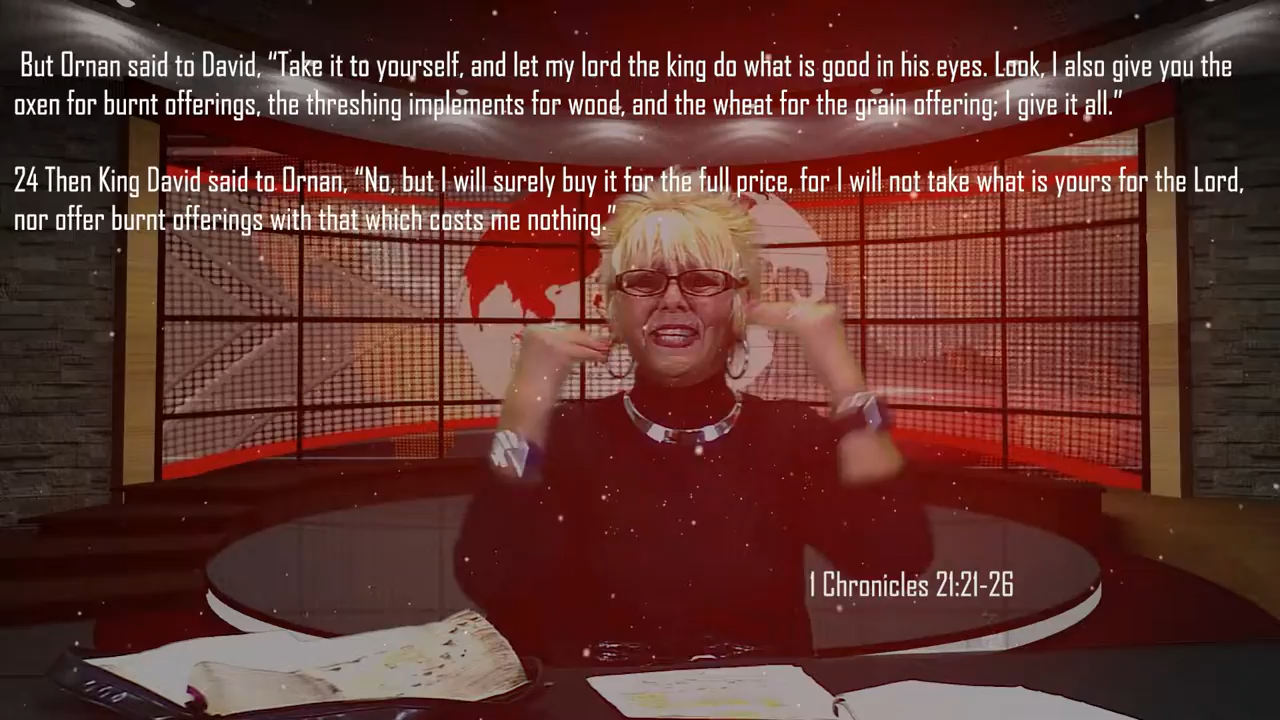 But Ornan said to David, “Take it to yourself, and let my lord the king do what is good in his eyes. Look, I also give you the
oxen for burnt offerings, the threshing implements for wood, and the wheat for the grain offering; I give it all.”
24 Then King David said to Ornan, “No, but I will surely buy it for the full price, for I will not take what is yours for the Lord,
nor offer burnt offerings with that which costs me nothing.”
1 Chronicles 21:21-26